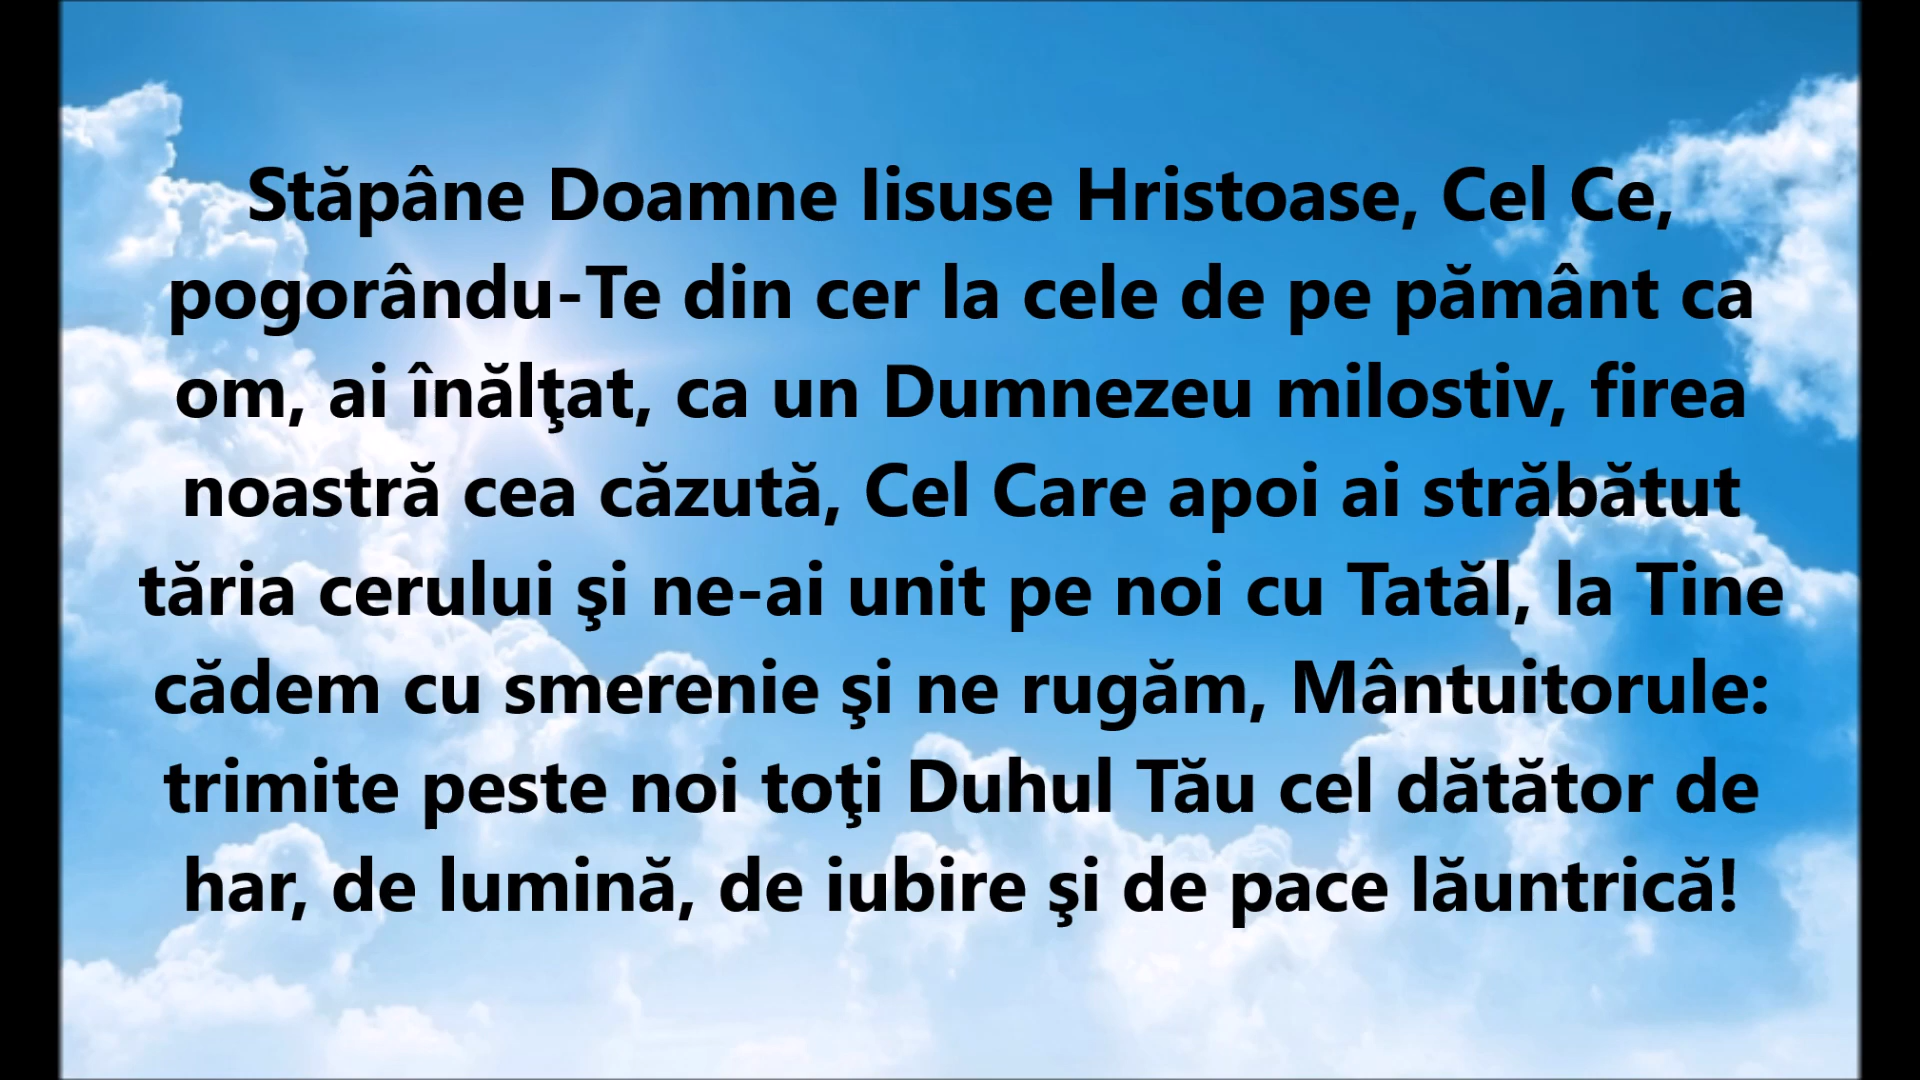 Stăpâne Doamne Iisuse Hristoase, Cel Ce,
pogorându-Te din cer la cele de pe pământ ca
om, ai înălţat, ca un Dumnezeu milostiv, firea
noastră cea căzută, Cel Care apoi ai străbătut
tăria cerului şi ne-ai unit pe noi cu Tatăl, la Tine
cădem cu smerenie şi ne rugăm, Mântuitorule:
trimite peste noi toţi Duhul Tău cel dătător de
har, de lumină, de iubire şi de pace lăuntrică!